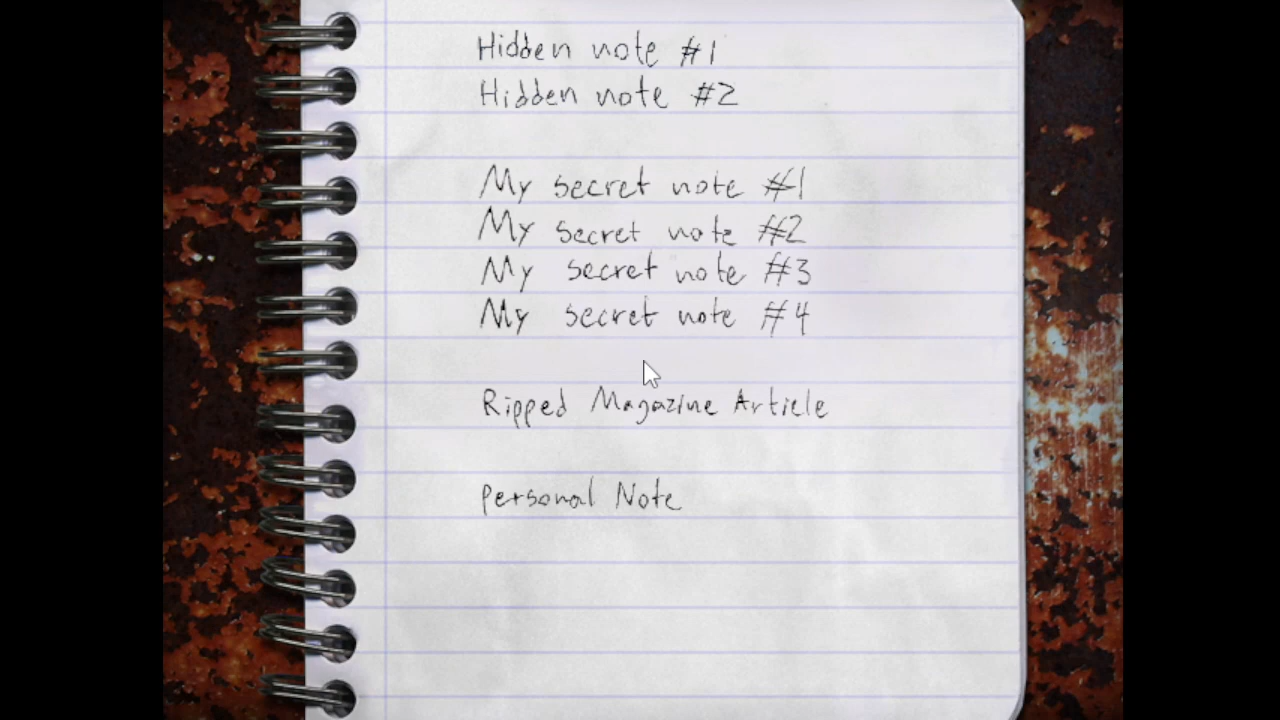 Hidden note #1
Hidden note #2
My secret note #1
My secret note #2
My secret note #3
My secret note #4
Ripped Magazine Article
Personal Note